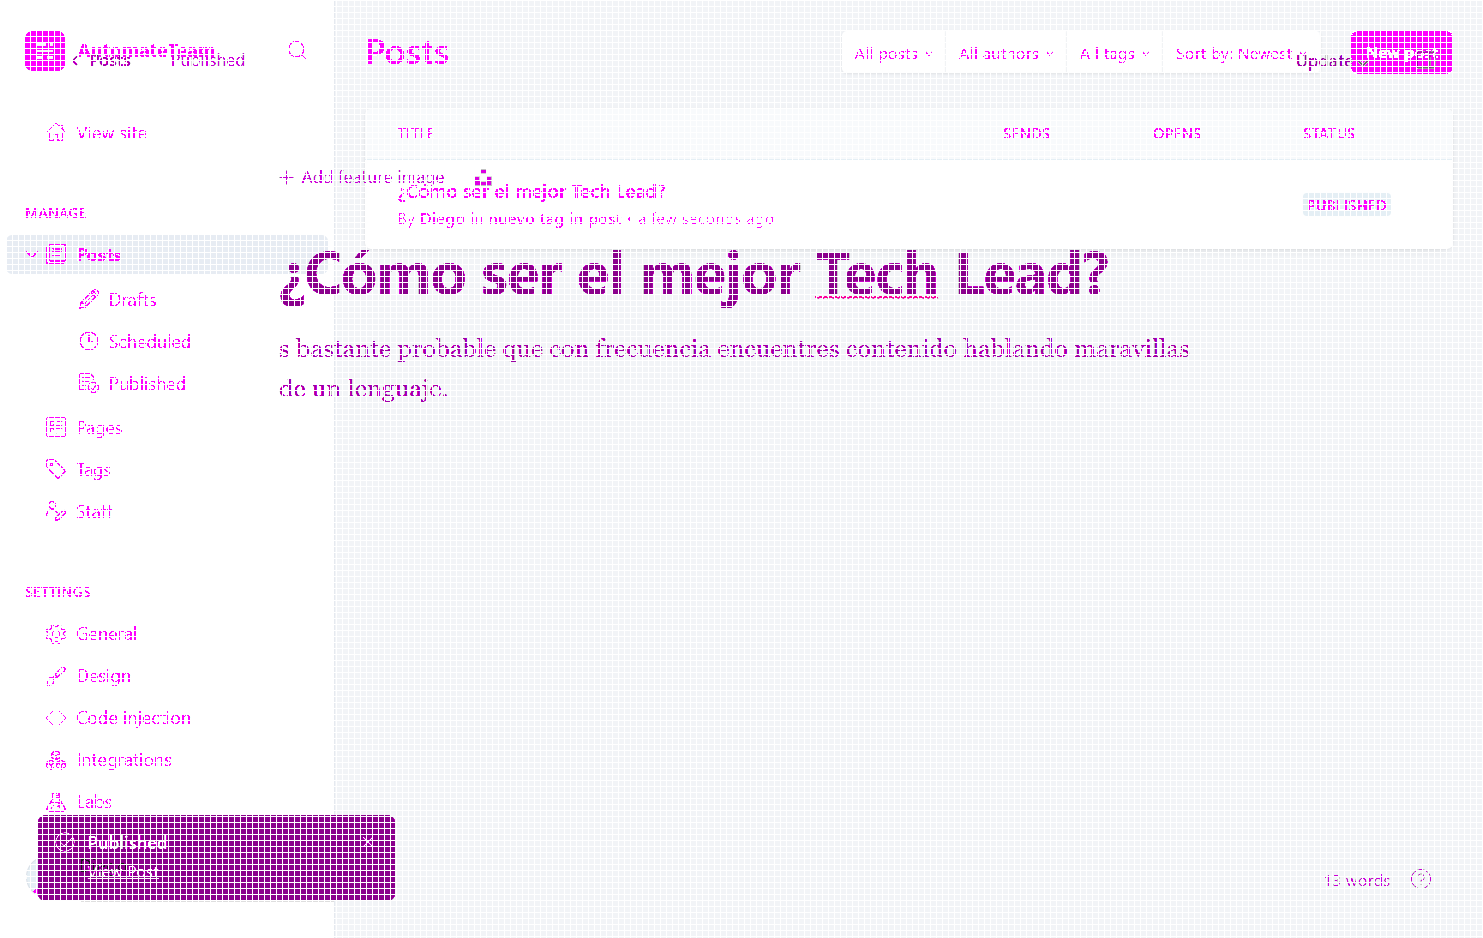 AutomateTeam
Posts
Published
Posts
All posts
All authors
All tags
Sort by: Newest
Update
New post
View site
TITLE
SENDS
OPENS
STATUS
+ Add feature image
¿Cómo ser el mejor Tech Lead?
By Diego in nuevo tag in post • a few seconds ago
PUBLISHED
MANAGE
Posts
¿Cómo ser el mejor Tech Lead?
Drafts
Scheduled
s bastante probable que con frecuencia encuentres contenido hablando maravillas
de un lenguaje.
Published
Pages
Tags
Staff
SETTINGS
General
Design
Code injection
Integrations
Labs
Published
View Post
13 words